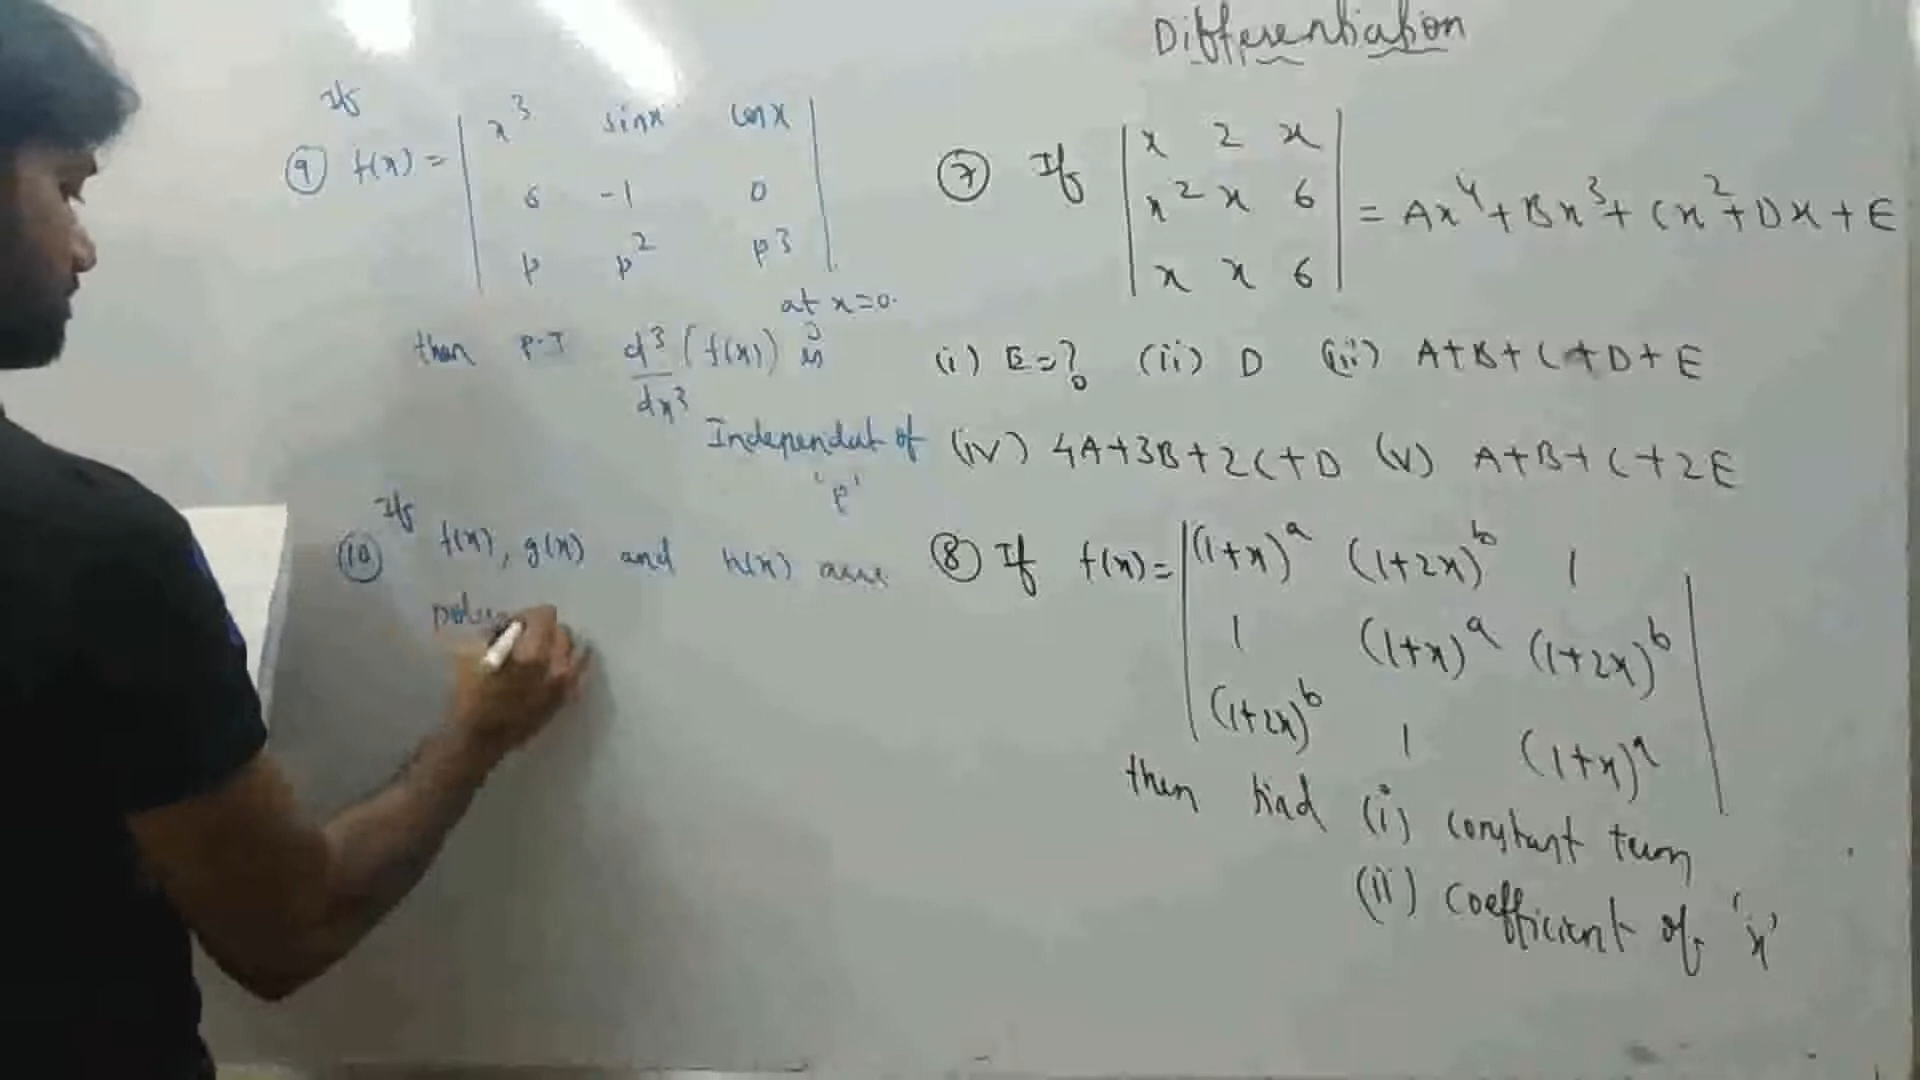 Differentiation
If
⑨ f(x) = | x³ sinx cosx |
| 6 -1 0 |
| p p² p³ |
at x=0.
then P.T d³/dx³ (f(x)) is
Independent of
'p'
If
⑩ f(x), g(x) and h(x) are
⑦ If | x 2 x |
| x² x 6 | = Ax⁴+Bx³+Cx²+Dx+E
| x x 6 |
(i) E=? (ii) D (iii) A+B+C+D+E
(iv) 4A+3B+2C+D (v) A+B+C+2E
⑧ If f(x) = | (1+x)ᵃ (1+2x)ᵇ 1 |
| 1 (1+x)ᵃ (1+2x)ᵇ |
| (1+2x)ᵇ 1 (1+x)ᵃ |
then find (i) constant term
(ii) coefficient of 'x'